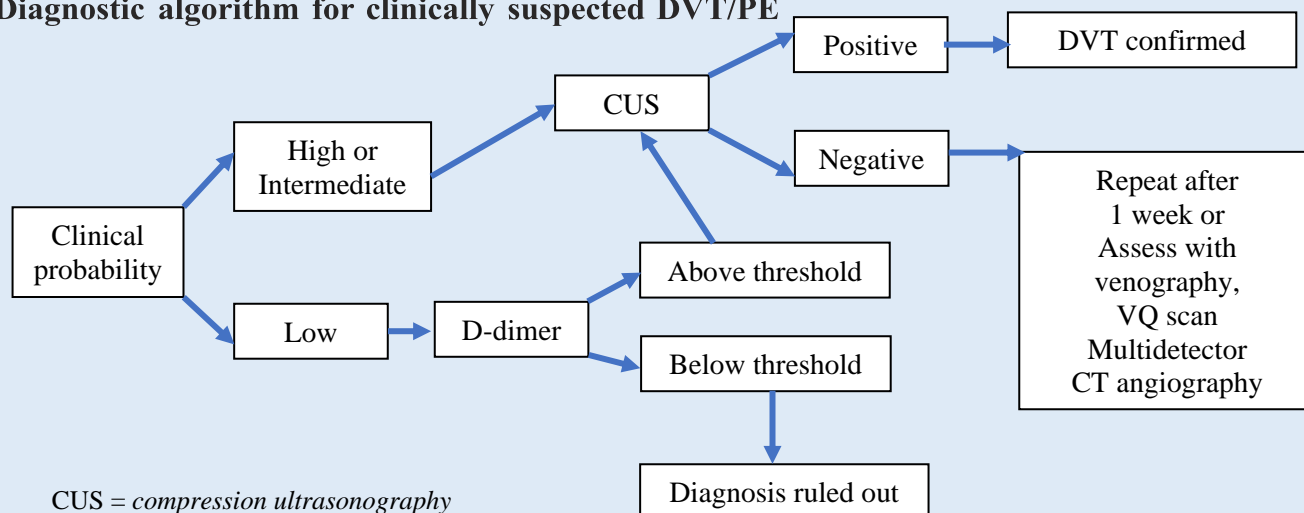 Diagnostic algorithm for clinically suspected DVT/PE
Positive
DVT confirmed
CUS
High or
Intermediate
Negative
Repeat after
1 week or
Assess with
venography,
VQ scan
Multidetector
CT angiography
Clinical
probability
Above threshold
Low
D-dimer
Below threshold
Diagnosis ruled out
CUS = compression ultrasonography